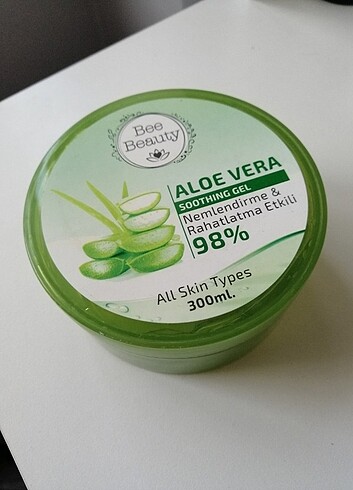 Bee
Beauty
ALOE VERA
SOOTHING GEL
Nemlendirme &
Rahatlatma Etkili
98%
All Skin Types
300ml.